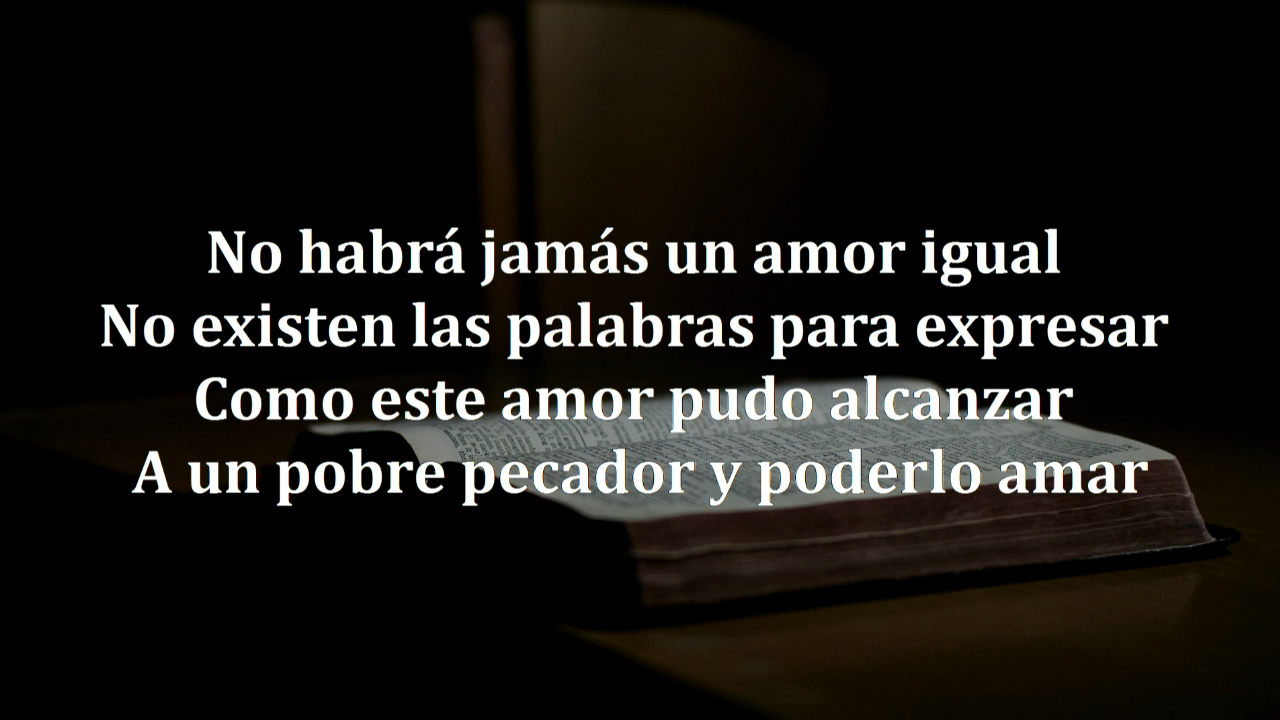 No habrá jamás un amor igual
No existen las palabras para expresar
Como este amor pudo alcanzar
A un pobre pecador y poderlo amar